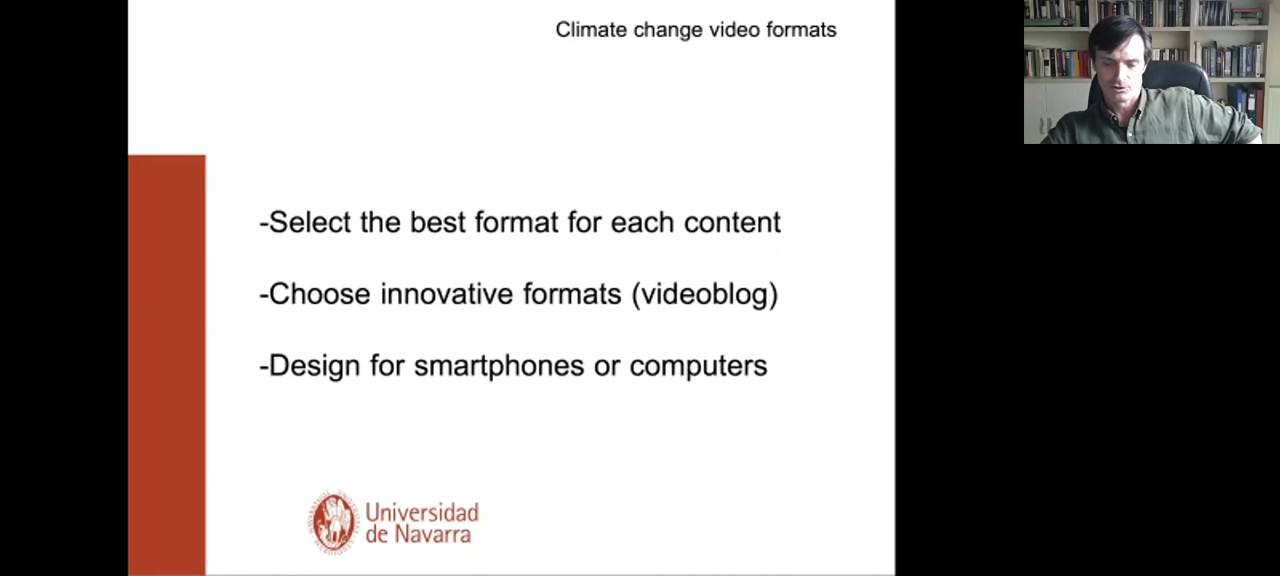 Climate change video formats
-Select the best format for each content
-Choose innovative formats (videoblog)
-Design for smartphones or computers
Universidad
de Navarra